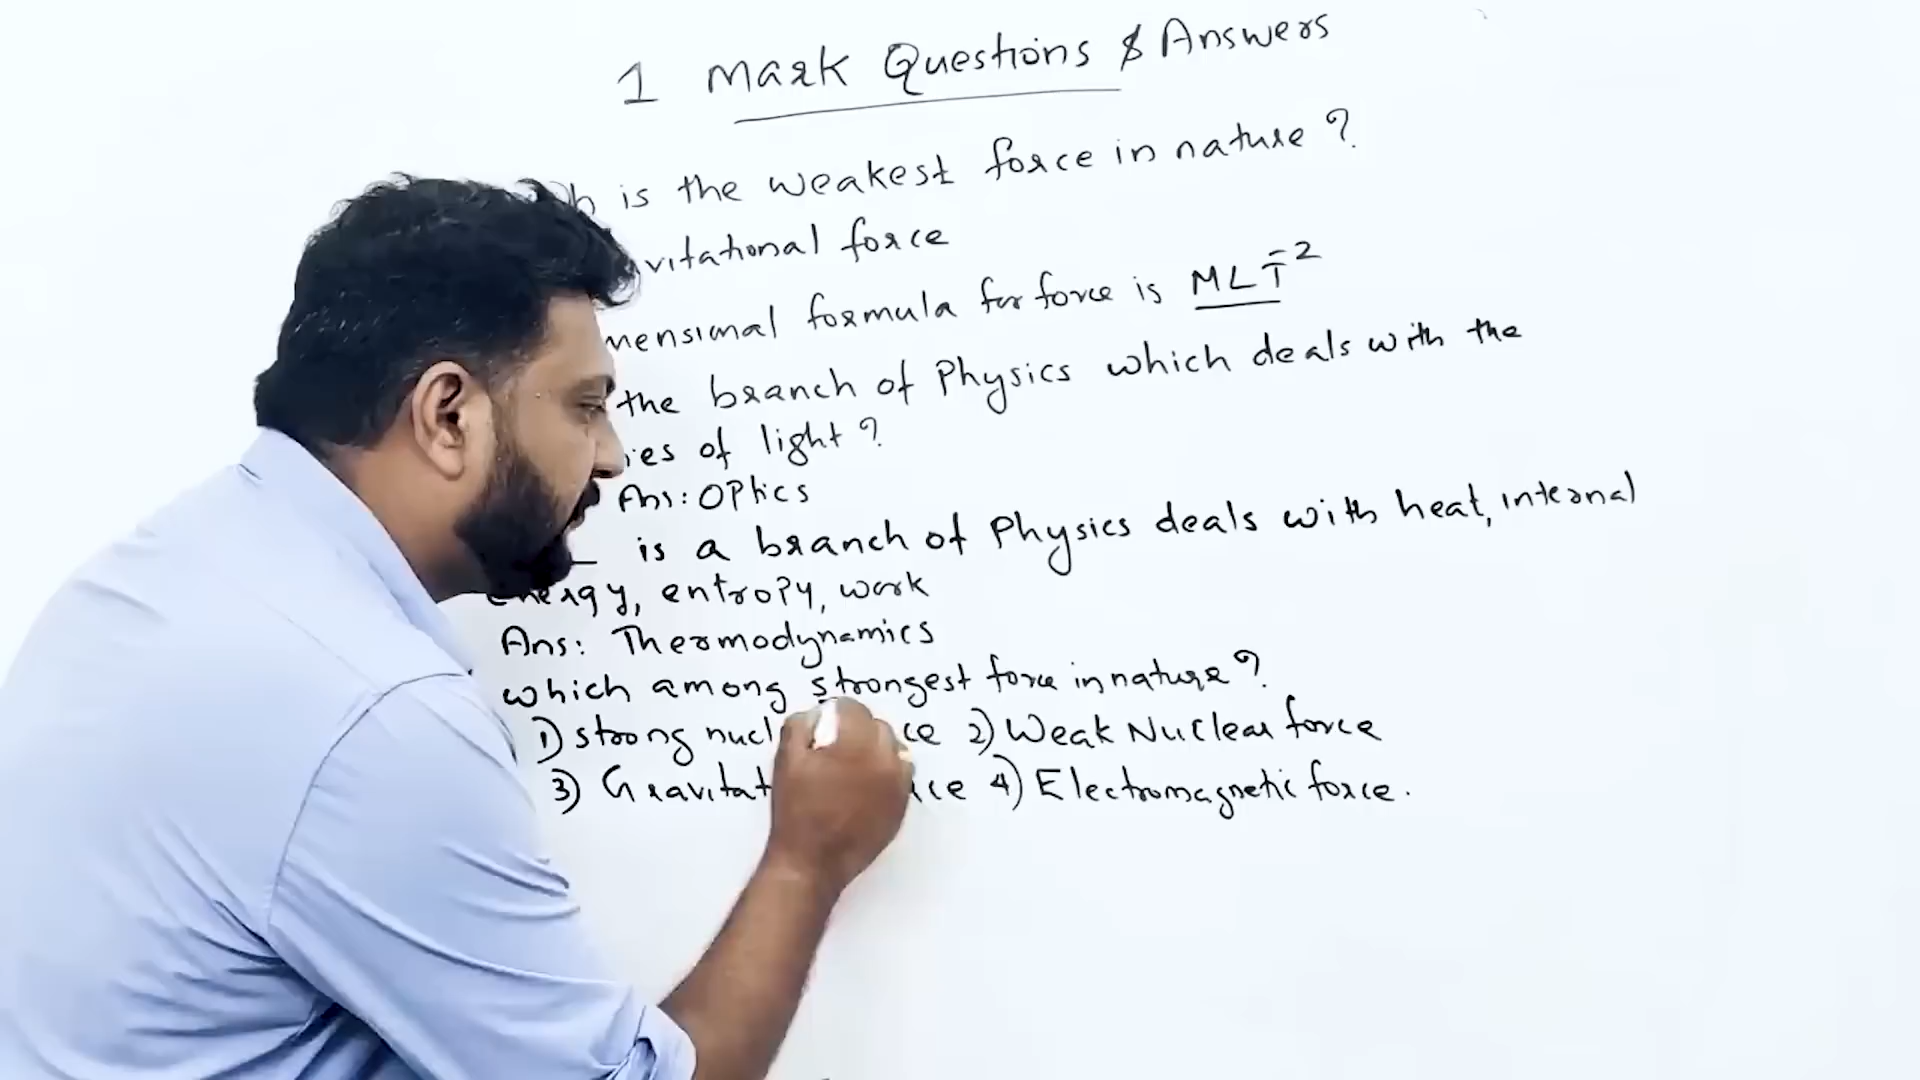 1 Mark Questions & Answers
is the weakest force in nature?
vitational force
mensional formula for force is MLT⁻²
the branch of Physics which deals with the
ies of light?
Ans: Optics
is a branch of Physics deals with heat, internal
energy, entropy, work
Ans: Thermodynamics
which among strongest force in nature?
1) strong nucl ce 2) Weak Nuclear force
3) Gravitat ce 4) Electromagnetic force.